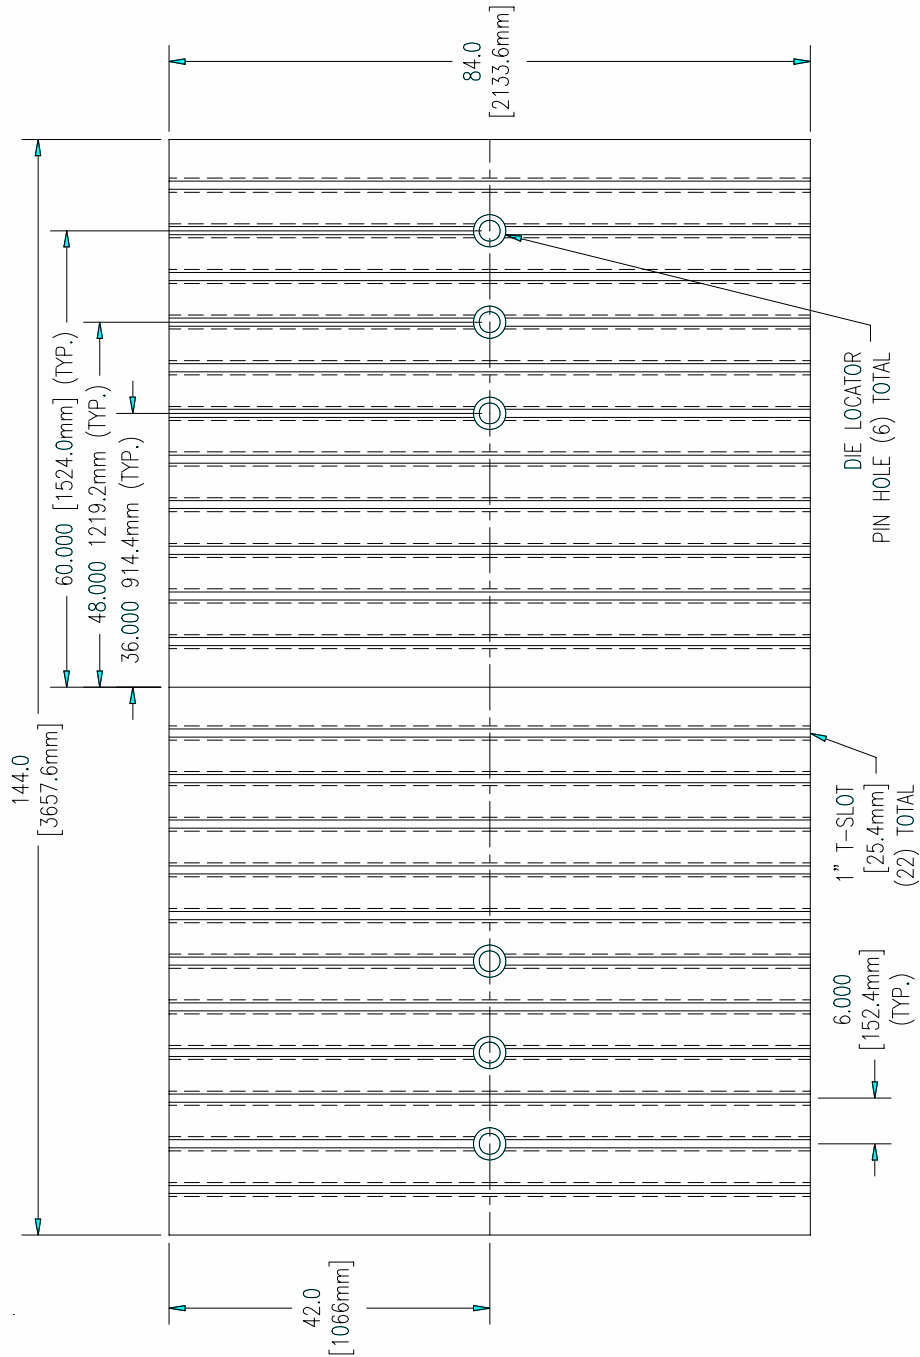 144.0
[3657.6mm]
60.000 [1524.0mm] (TYP.)
48.000 1219.2mm (TYP.)
36.000 914.4mm (TYP.)
84.0
[2133.6mm]
42.0
[1066mm]
6.000
[152.4mm]
(TYP.)
1" T-SLOT
[25.4mm]
(22) TOTAL
DIE LOCATOR
PIN HOLE (6) TOTAL